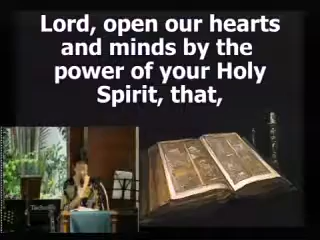 Lord, open our hearts
and minds by the
power of your Holy
Spirit, that,